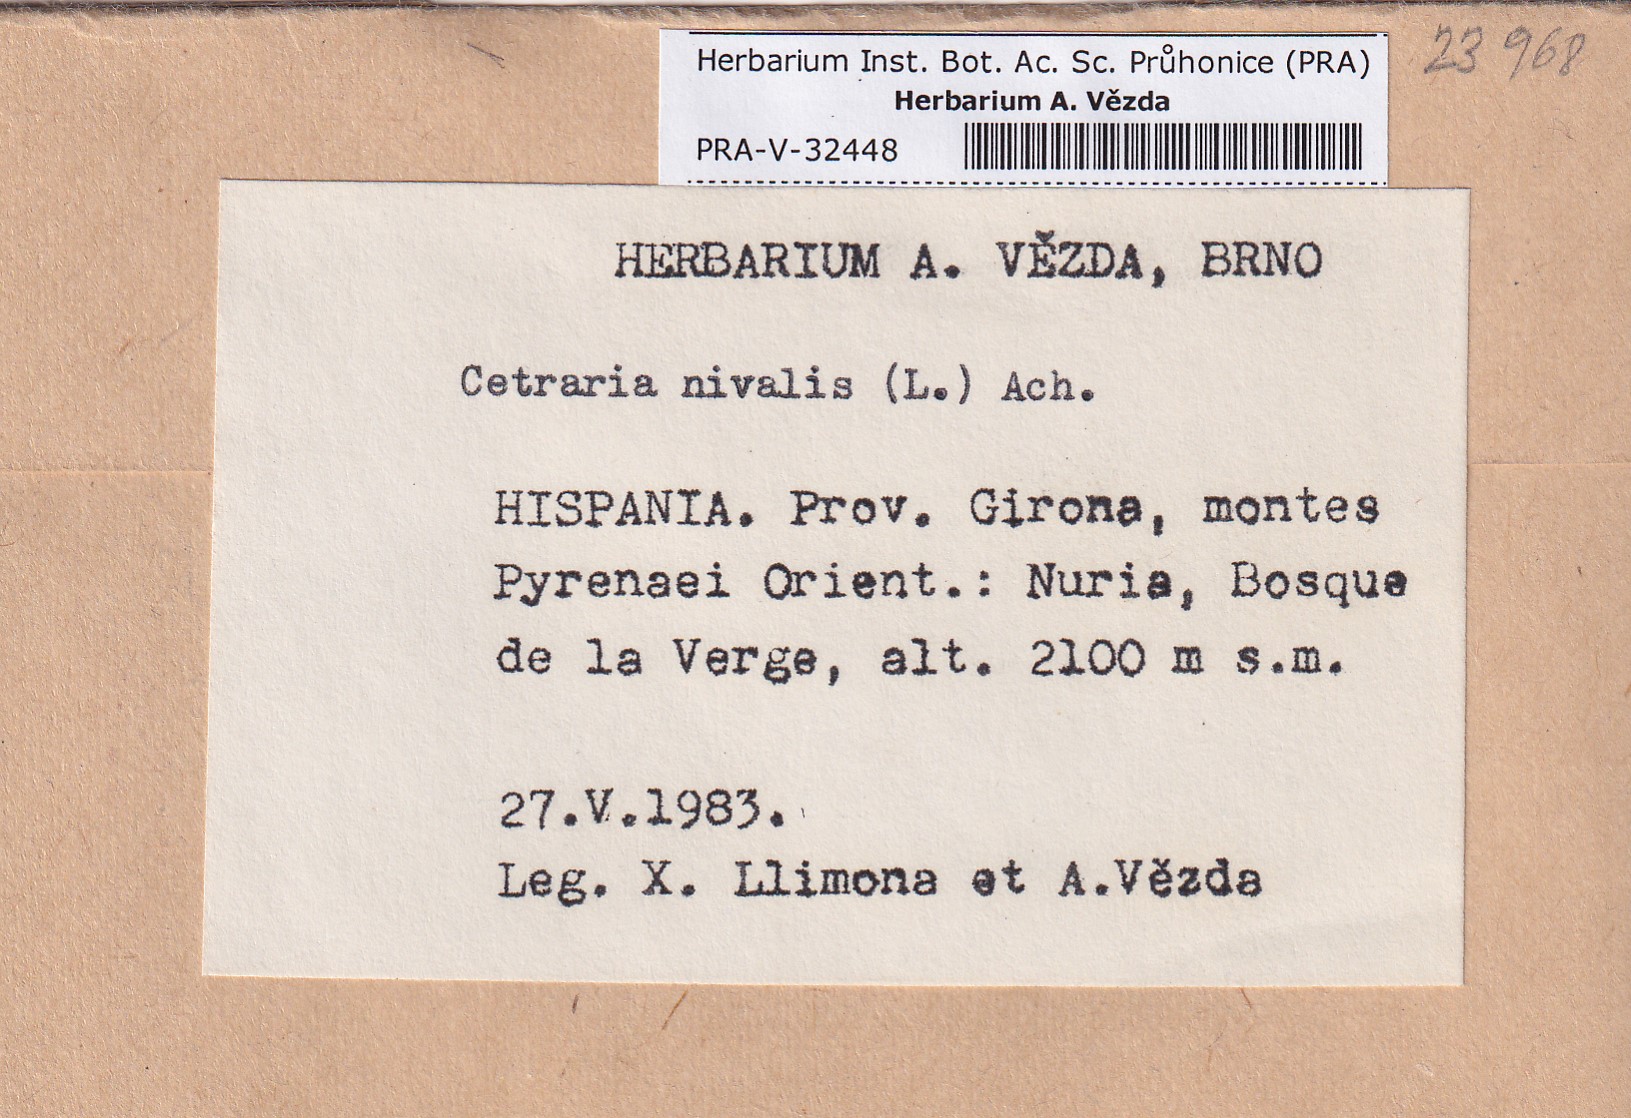 23 968
Herbarium Inst. Bot. Ac. Sc. Průhonice (PRA)
Herbarium A. Vězda
PRA-V-32448
HERBARIUM A. VĚZDA, BRNO
Cetraria nivalis (L.) Ach.
HISPANIA. Prov. Girona, montes
Pyrenaei Orient.: Nuria, Bosque
de la Verge, alt. 2100 m s.m.
27.V.1983.
Leg. X. Llimona et A.Vězda